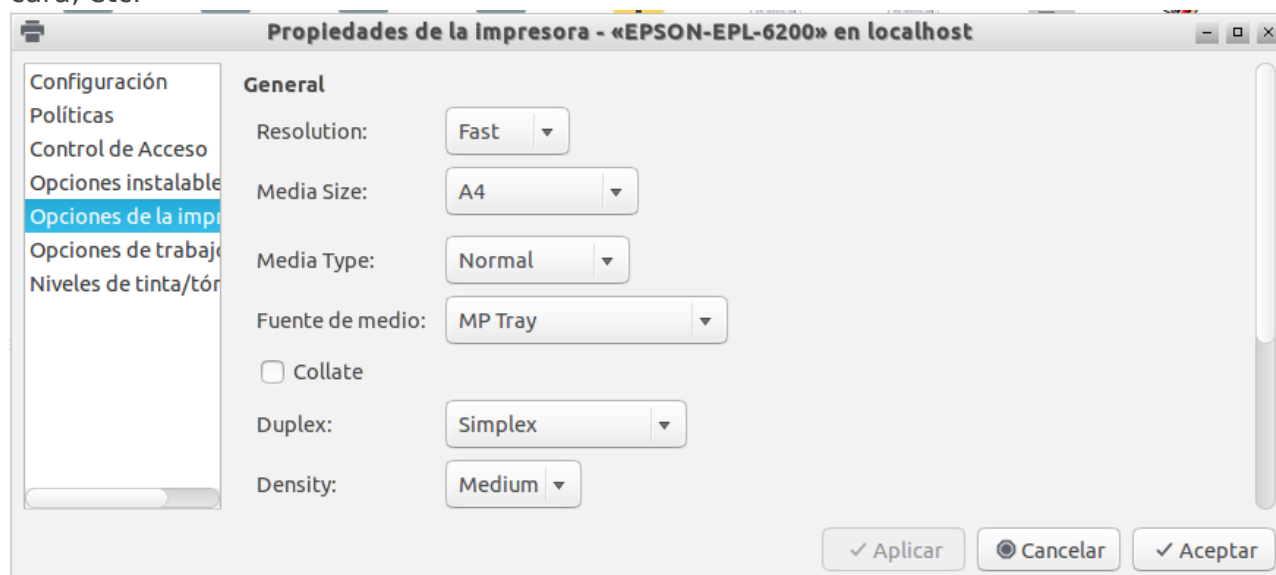 Propiedades de la impresora - «EPSON-EPL-6200» en localhost
Configuración
Políticas
Control de Acceso
Opciones instalable
Opciones de la impr
Opciones de trabajo
Niveles de tinta/tór
General
Resolution: Fast
Media Size: A4
Media Type: Normal
Fuente de medio: MP Tray
Collate
Duplex: Simplex
Density: Medium
Aplicar Cancelar Aceptar